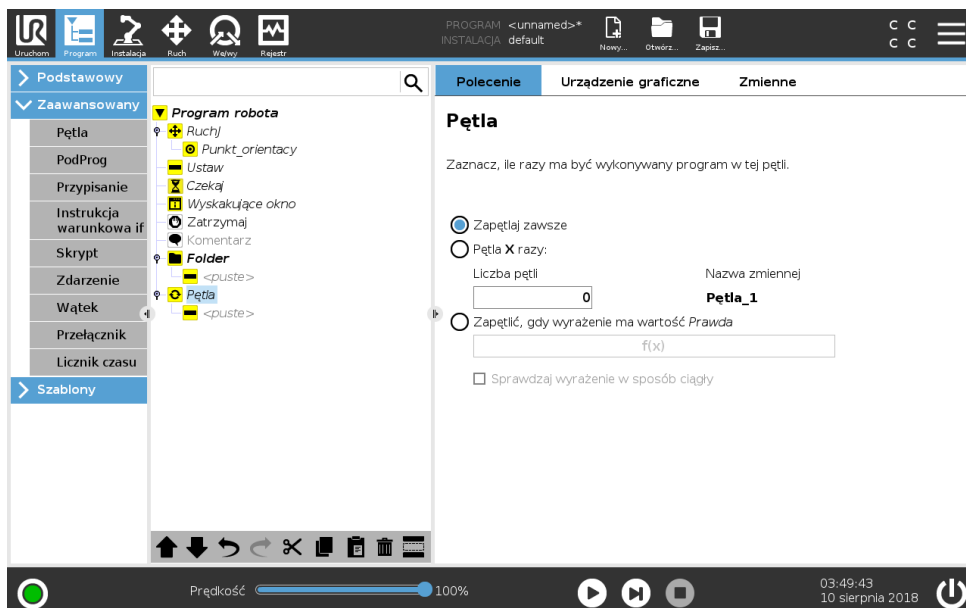 UR
Uruchom
Program
Instalacja
Ruch
We/wy
Rejestr
PROGRAM <unnamed>*
INSTALACJA default
Nowy...
Otwórz...
Zapisz...
C C
C C
Podstawowy
Zaawansowany
Pętla
PodProg
Przypisanie
Instrukcja
warunkowa if
Skrypt
Zdarzenie
Wątek
Przełącznik
Licznik czasu
Szablony
Program robota
RuchJ
Punkt_orientacy
Ustaw
Czekaj
Wyskakujące okno
Zatrzymaj
Komentarz
Folder
<puste>
Pętla
<puste>
Polecenie
Urządzenie graficzne
Zmienne
Pętla
Zaznacz, ile razy ma być wykonywany program w tej pętli.
Zapętlaj zawsze
Pętla X razy:
Liczba pętli
Nazwa zmiennej
0
Pętla_1
Zapętlić, gdy wyrażenie ma wartość Prawda
f(x)
Sprawdzaj wyrażenie w sposób ciągły
Prędkość
100%
03:49:43
10 sierpnia 2018